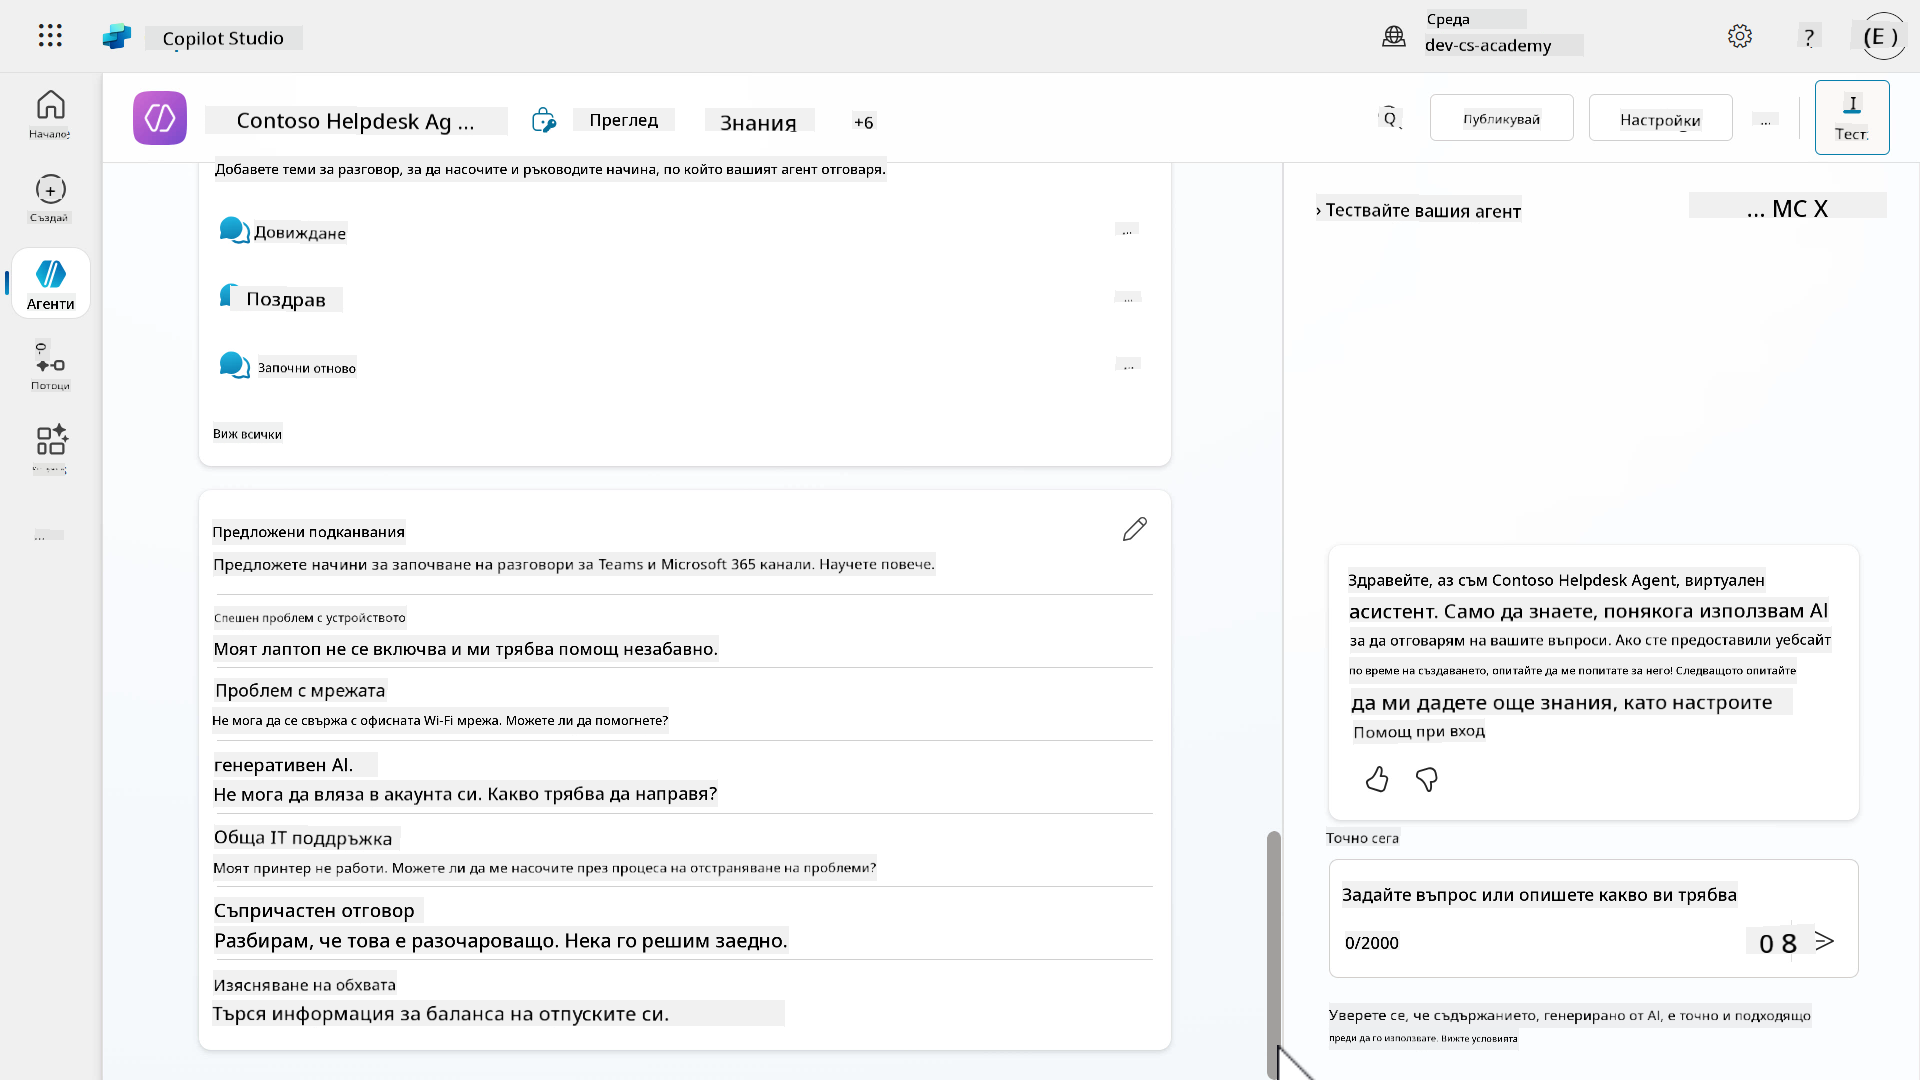 Copilot Studio
Среда
dev-cs-academy
?
(E )
Начало
Създай
Агенти
Потоци
...
Contoso Helpdesk Ag ...
Преглед
Знания
+6
Публикувай
Настройки
...
Тест
Добавете теми за разговор, за да насочите и ръководите начина, по който вашият агент отговаря.
Довиждане
...
Поздрав
...
Започни отново
...
Виж всички
Предложени подканвания
Предложете начини за започване на разговори за Teams и Microsoft 365 канали. Научете повече.
Спешен проблем с устройството
Моят лаптоп не се включва и ми трябва помощ незабавно.
Проблем с мрежата
Не мога да се свържа с офисната Wi-Fi мрежа. Можете ли да помогнете?
генеративен AI.
Не мога да вляза в акаунта си. Какво трябва да направя?
Обща IT поддръжка
Моят принтер не работи. Можете ли да ме насочите през процеса на отстраняване на проблеми?
Съпричастен отговор
Разбирам, че това е разочароващо. Нека го решим заедно.
Изясняване на обхвата
Търся информация за баланса на отпуските си.
› Тествайте вашия агент
... MC X
Здравейте, аз съм Contoso Helpdesk Agent, виртуален
асистент. Само да знаете, понякога използвам AI
за да отговарям на вашите въпроси. Ако сте предоставили уебсайт
по време на създаването, опитайте да ме попитате за него! Следващото опитайте
да ми дадете още знания, като настроите
Помощ при вход
Точно сега
Задайте въпрос или опишете какво ви трябва
0/2000
0 8
Уверете се, че съдържанието, генерирано от AI, е точно и подходящо
преди да го използвате. Вижте условията